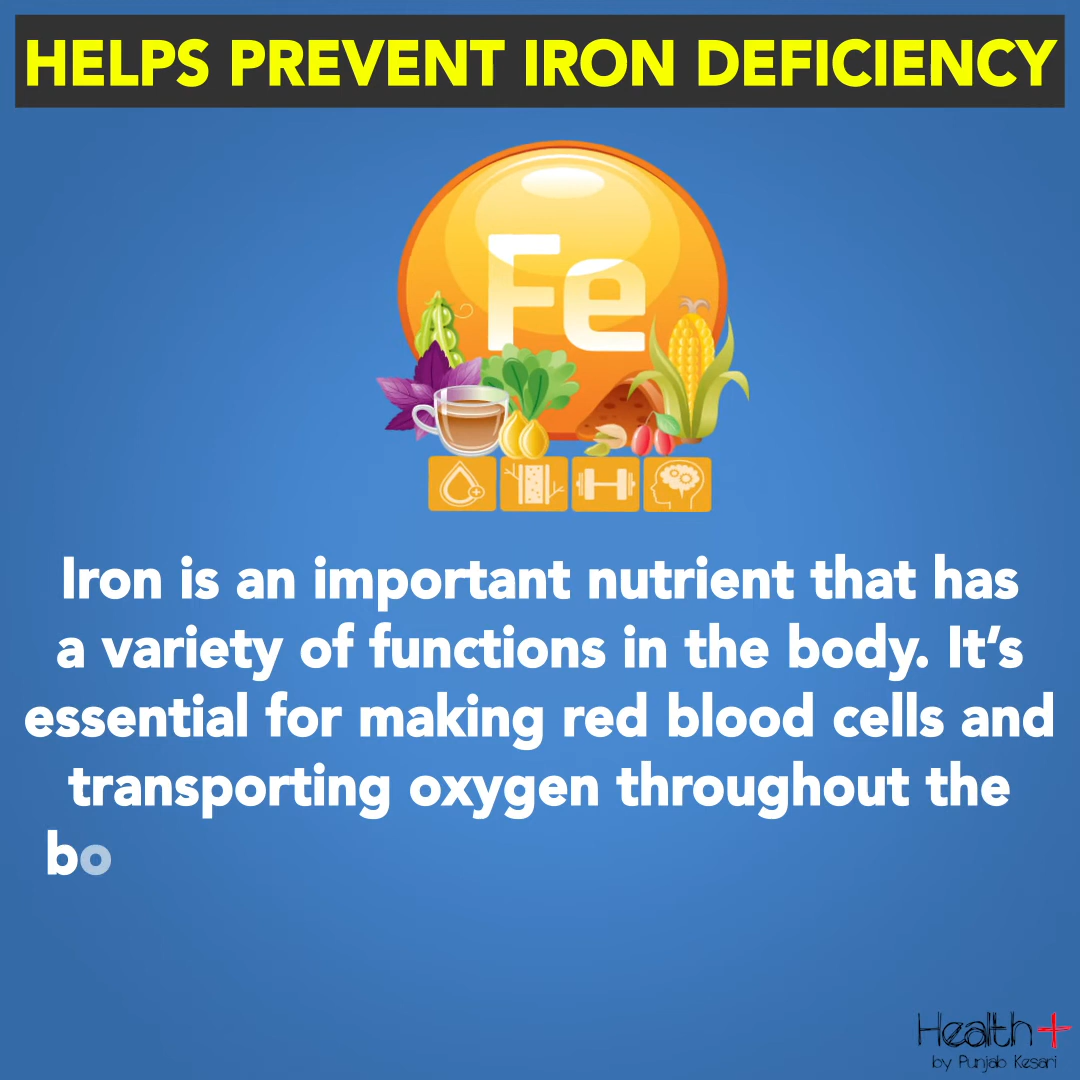 HELPS PREVENT IRON DEFICIENCY
Fe
Iron is an important nutrient that has
a variety of functions in the body. It’s
essential for making red blood cells and
transporting oxygen throughout the
bo
Health+
by Punjab Kesari